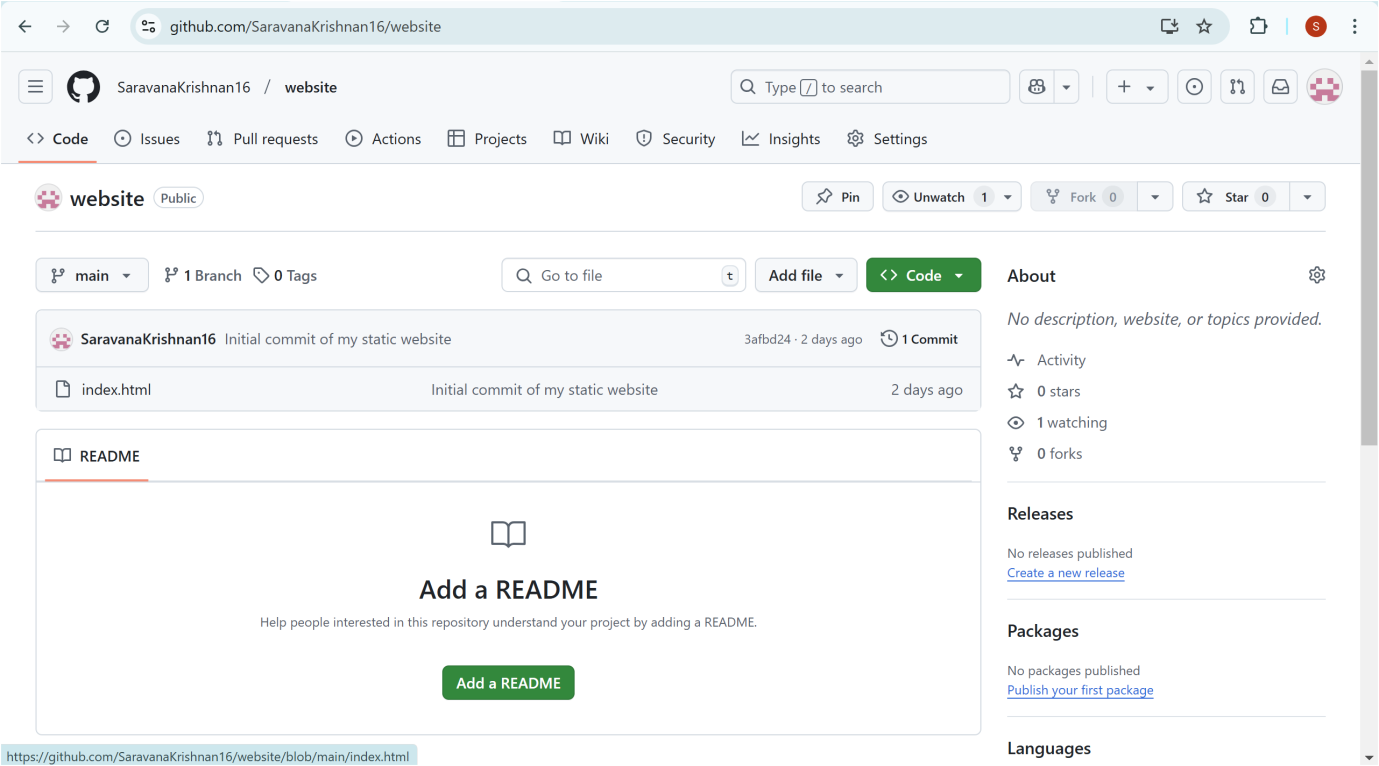 github.com/SaravanaKrishnan16/website
S
SaravanaKrishnan16 / website
Type / to search
Code Issues Pull requests Actions Projects Wiki Security Insights Settings
website Public
Pin Unwatch 1 Fork 0 Star 0
main 1 Branch 0 Tags Go to file t Add file Code
SaravanaKrishnan16 Initial commit of my static website 3afbd24 · 2 days ago 1 Commit
index.html Initial commit of my static website 2 days ago
README
Add a README
Help people interested in this repository understand your project by adding a README.
Add a README
About
No description, website, or topics provided.
Activity
0 stars
1 watching
0 forks
Releases
No releases published
Create a new release
Packages
No packages published
Publish your first package
Languages
https://github.com/SaravanaKrishnan16/website/blob/main/index.html